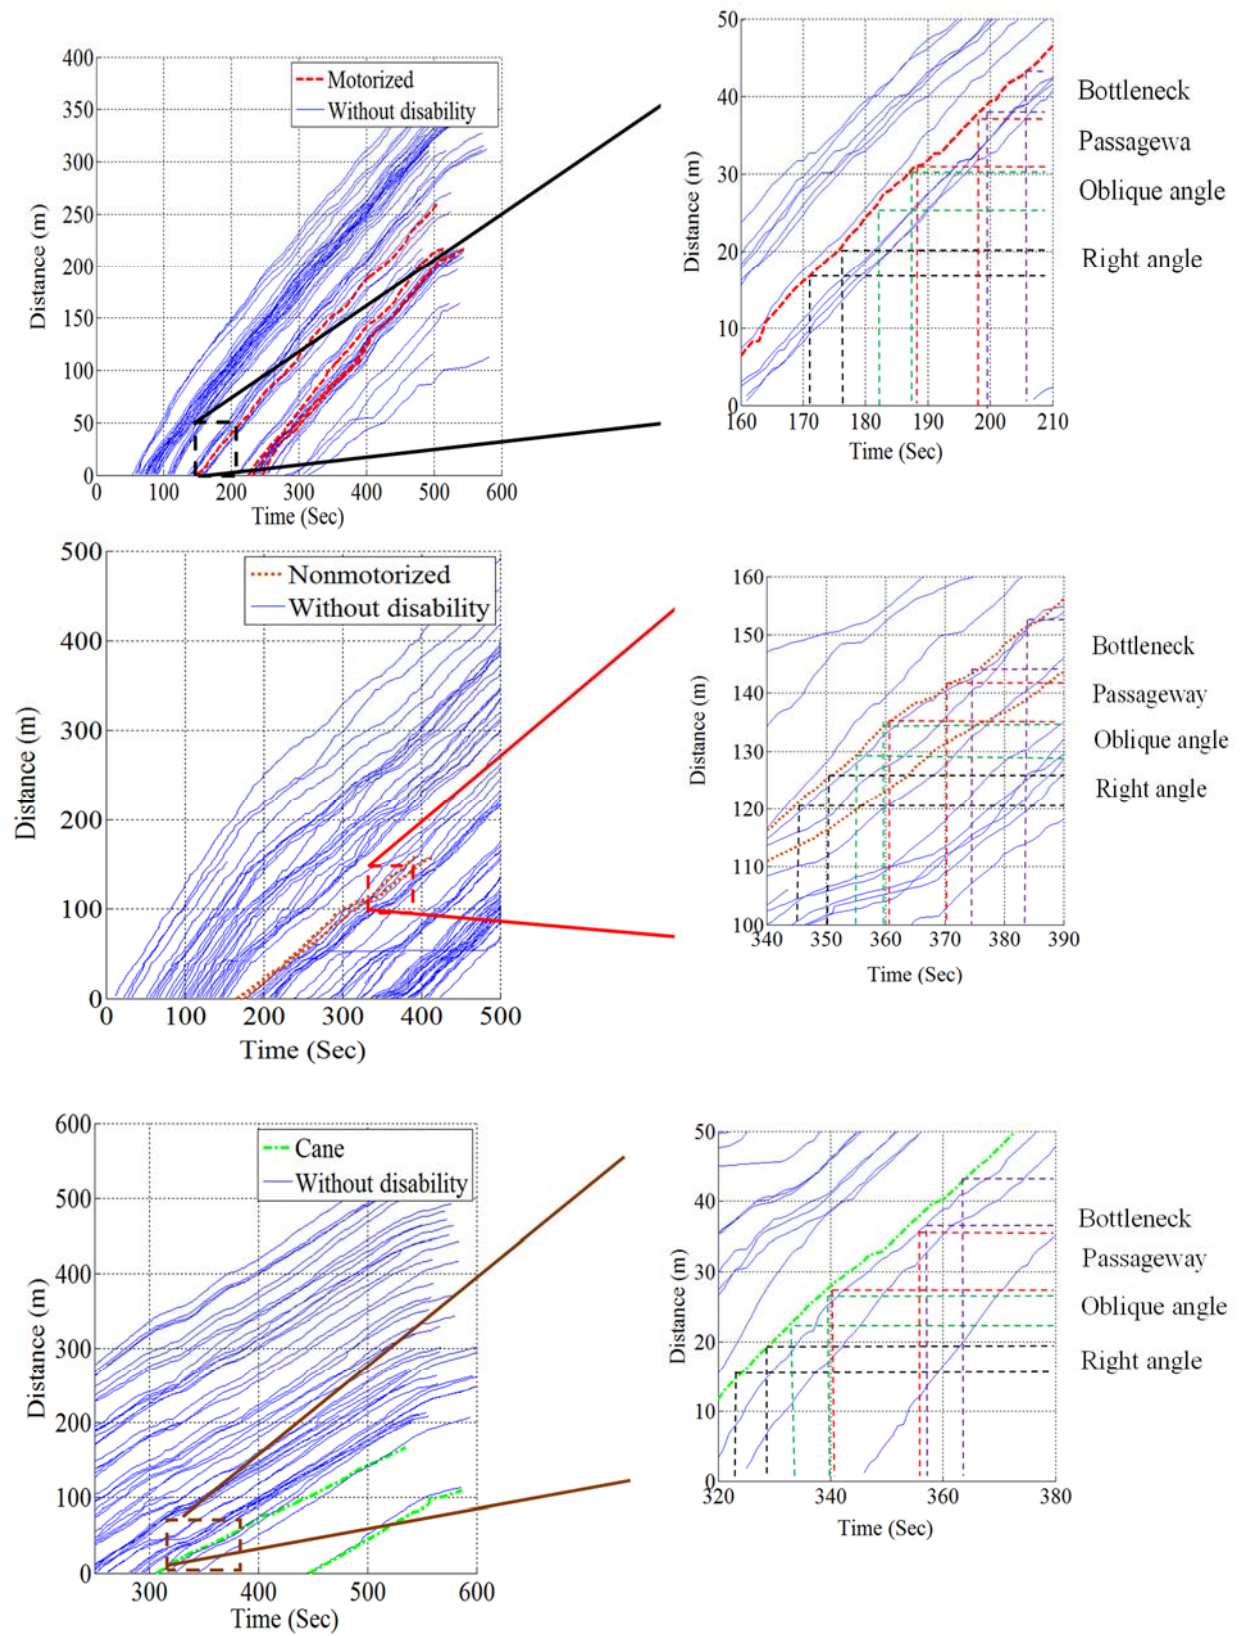 400
350
300
250
200
150
100
50
0
Distance (m)
Motorized
Without disability
0 100 200 300 400 500 600
Time (Sec)
50
40
30
20
10
0
Distance (m)
160 170 180 190 200 210
Time (Sec)
Bottleneck
Passagewa
Oblique angle
Right angle
500
400
300
200
100
0
Distance (m)
Nonmotorized
Without disability
0 100 200 300 400 500
Time (Sec)
160
150
140
130
120
110
100
Distance (m)
340 350 360 370 380 390
Time (Sec)
Bottleneck
Passageway
Oblique angle
Right angle
600
500
400
300
200
100
0
Distance (m)
Cane
Without disability
300 400 500 600
Time (Sec)
50
40
30
20
10
0
Distance (m)
320 340 360 380
Time (Sec)
Bottleneck
Passageway
Oblique angle
Right angle